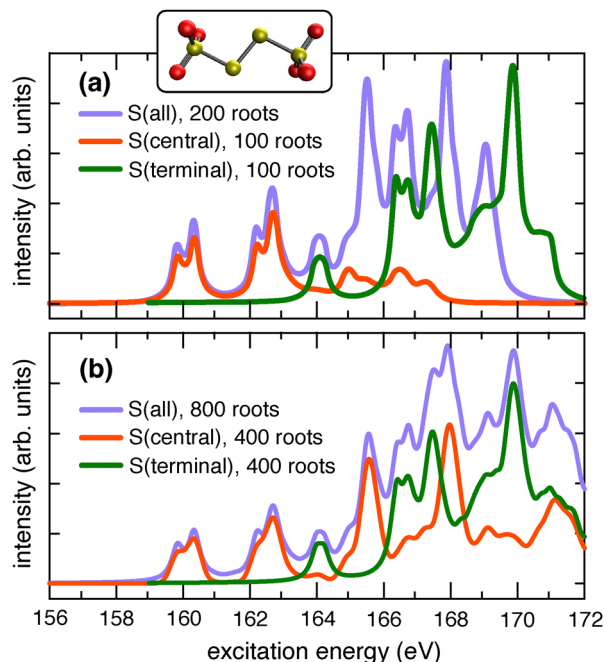 (a)
S(all), 200 roots
S(central), 100 roots
S(terminal), 100 roots
intensity (arb. units)
(b)
S(all), 800 roots
S(central), 400 roots
S(terminal), 400 roots
intensity (arb. units)
156 158 160 162 164 166 168 170 172
excitation energy (eV)